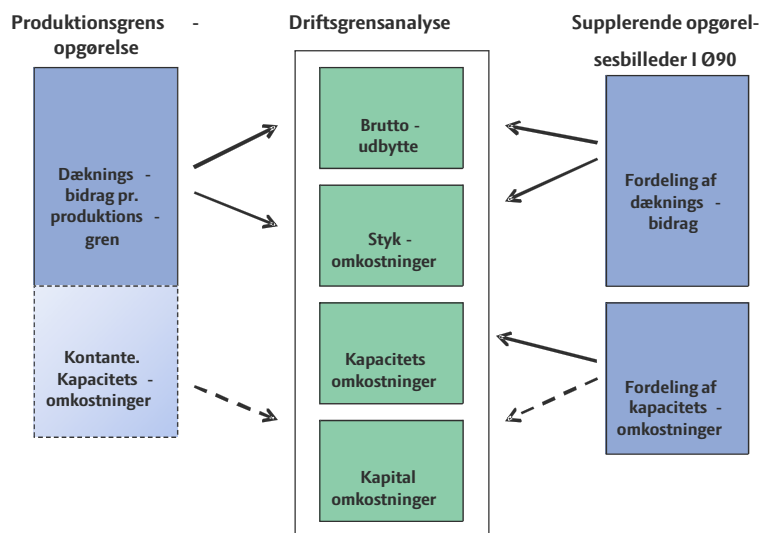 Produktionsgrens -
opgørelse
Driftsgrensanalyse
Supplerende opgørel-
sesbilleder I Ø90
Dæknings -
bidrag pr.
produktions -
gren
Kontante.
Kapacitets -
omkostninger
Brutto -
udbytte
Styk -
omkostninger
Kapacitets
omkostninger
Kapital
omkostninger
Fordeling af
dæknings -
bidrag
Fordeling af
kapacitets -
omkostninger